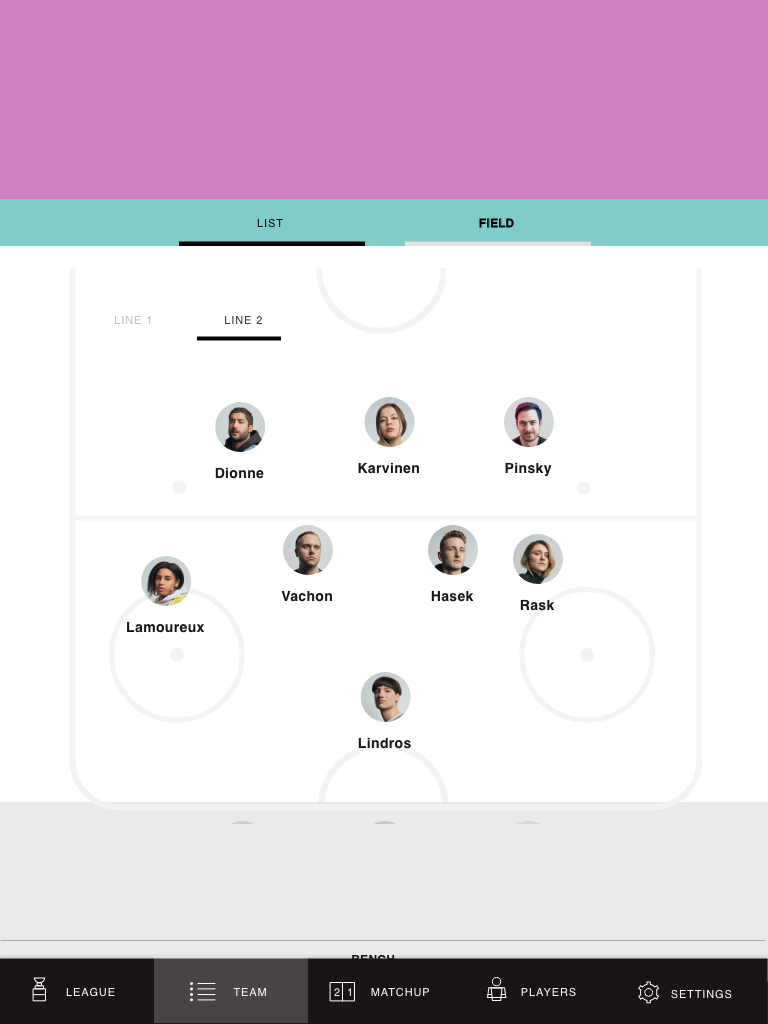 LIST FIELD
LINE 1 LINE 2
Dionne Karvinen Pinsky
Lamoureux Vachon Hasek Rask
Lindros
BENCH
LEAGUE TEAM 2 1 MATCHUP PLAYERS SETTINGS